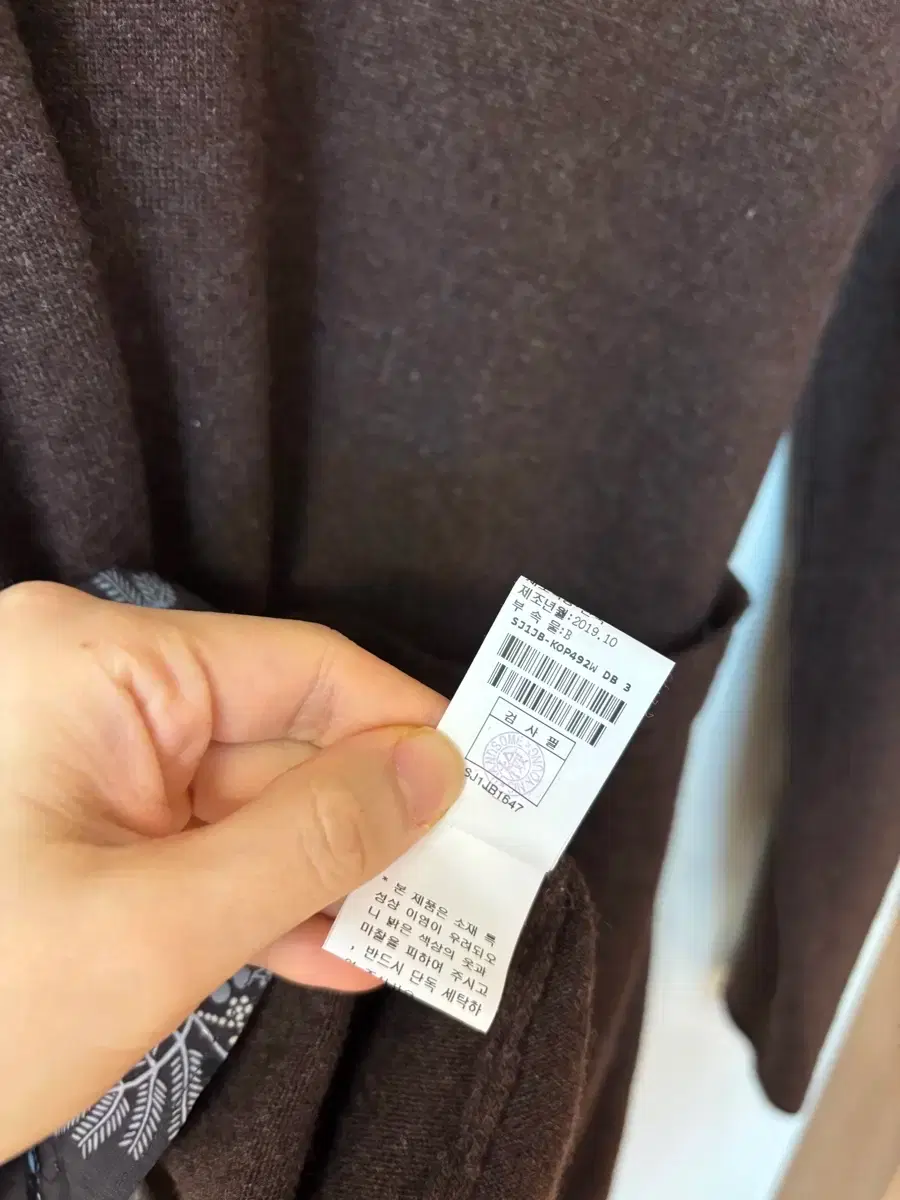 제조년월:2019.10
부 속 물:B
SJ1JB-KOP492W DB 3
검 사 필
SJ1JB1647
* 본 제품은 소재 특
성상 이염이 우려되오
니 밝은 색상의 옷과
마찰을 피하여 주시고
, 반드시 단독 세탁하